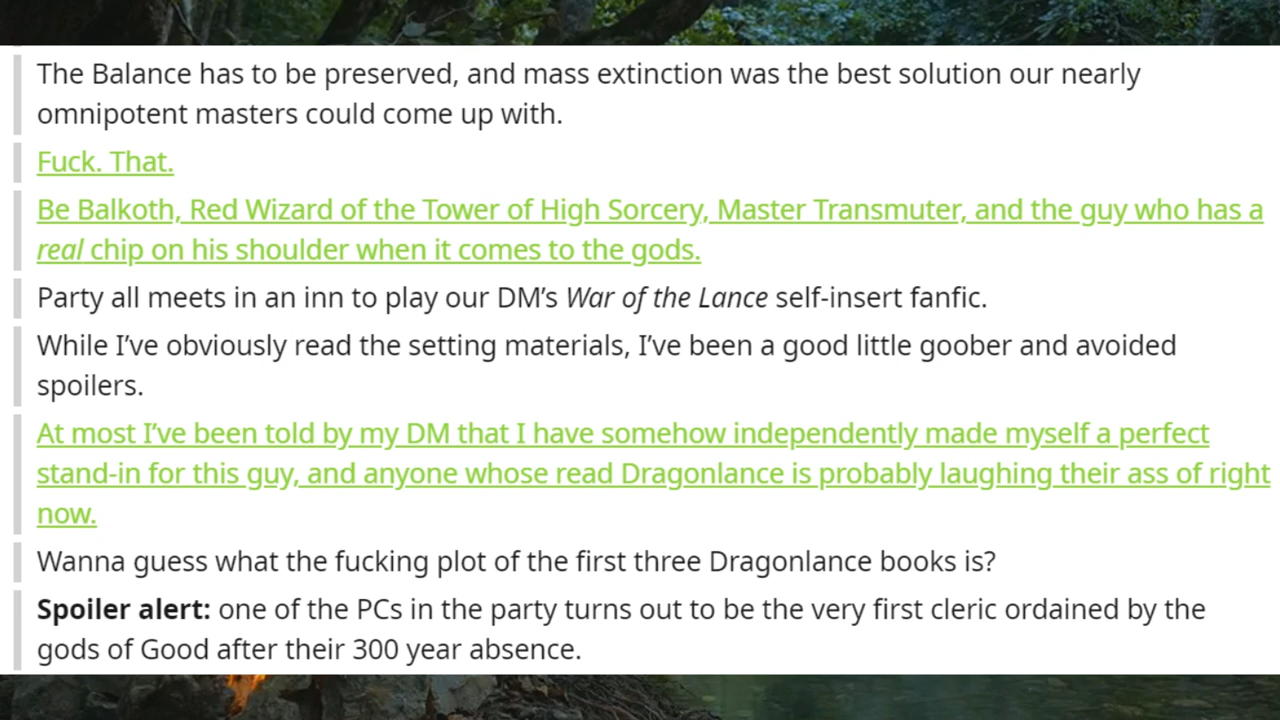 The Balance has to be preserved, and mass extinction was the best solution our nearly
omnipotent masters could come up with.
Fuck. That.
Be Balkoth, Red Wizard of the Tower of High Sorcery, Master Transmuter, and the guy who has a
real chip on his shoulder when it comes to the gods.
Party all meets in an inn to play our DM’s War of the Lance self-insert fanfic.
While I’ve obviously read the setting materials, I’ve been a good little goober and avoided
spoilers.
At most I’ve been told by my DM that I have somehow independently made myself a perfect
stand-in for this guy, and anyone whose read Dragonlance is probably laughing their ass of right
now.
Wanna guess what the fucking plot of the first three Dragonlance books is?
Spoiler alert: one of the PCs in the party turns out to be the very first cleric ordained by the
gods of Good after their 300 year absence.